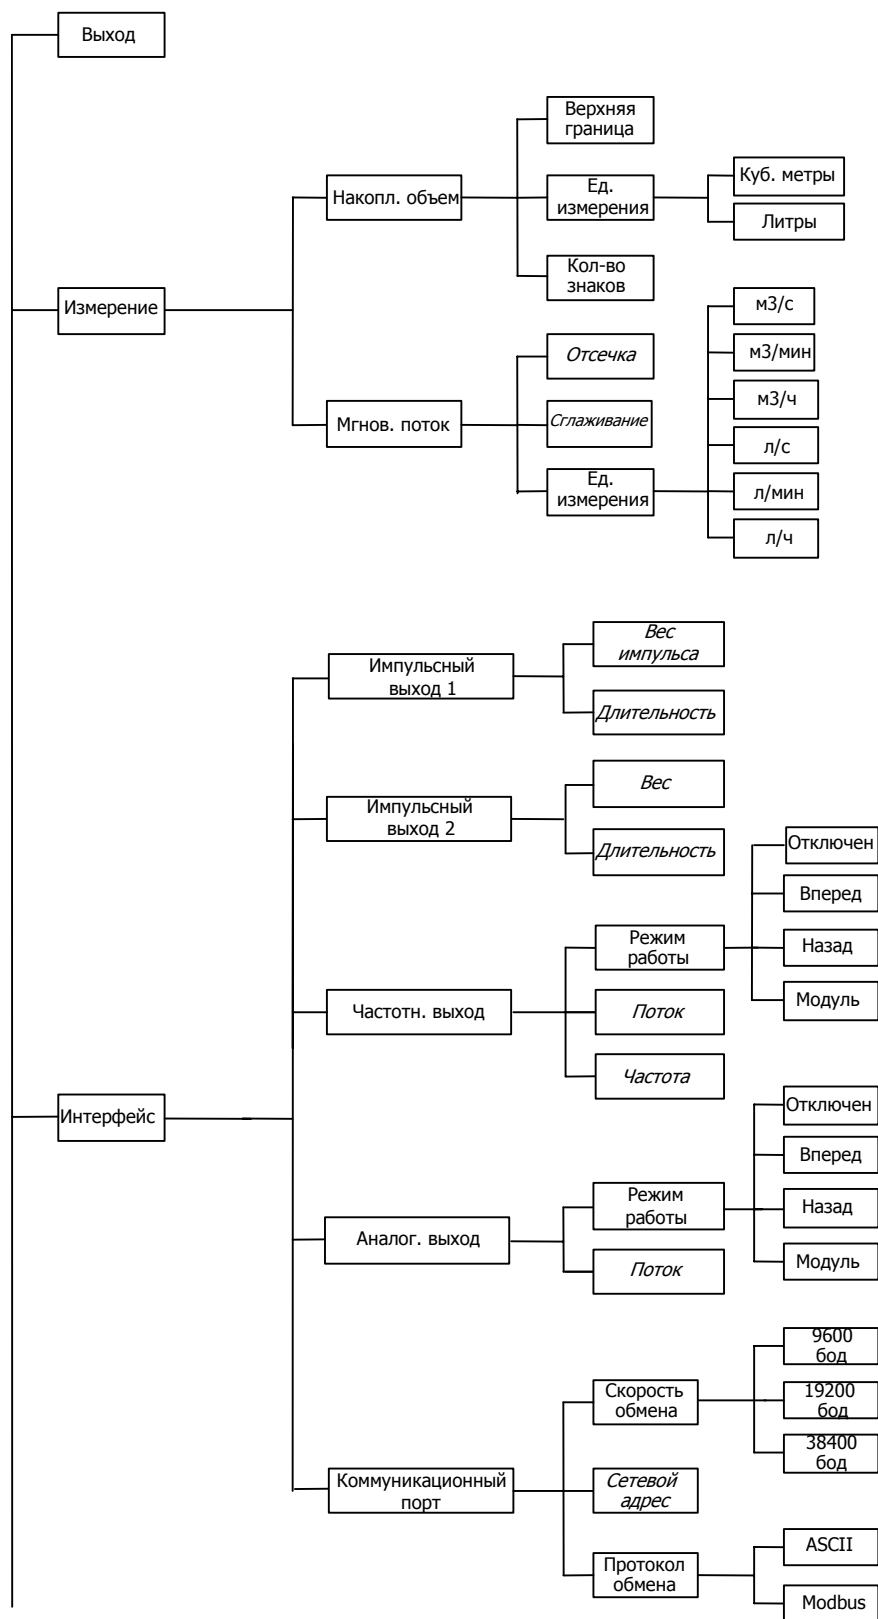 Выход
Верхняя
граница
Накопл. объем
Ед.
измерения
Куб. метры
Литры
Кол-во
знаков
Измерение
Отсечка
Мгнов. поток
Сглаживание
Ед.
измерения
м3/с
м3/мин
м3/ч
л/с
л/мин
л/ч
Импульсный
выход 1
Вес
импульса
Длительность
Импульсный
выход 2
Вес
Длительность
Частотн. выход
Режим
работы
Отключен
Вперед
Назад
Модуль
Поток
Частота
Интерфейс
Аналог. выход
Режим
работы
Отключен
Вперед
Назад
Модуль
Поток
Коммуникационный
порт
Скорость
обмена
9600
бод
19200
бод
38400
бод
Сетевой
адрес
Протокол
обмена
ASCII
Modbus